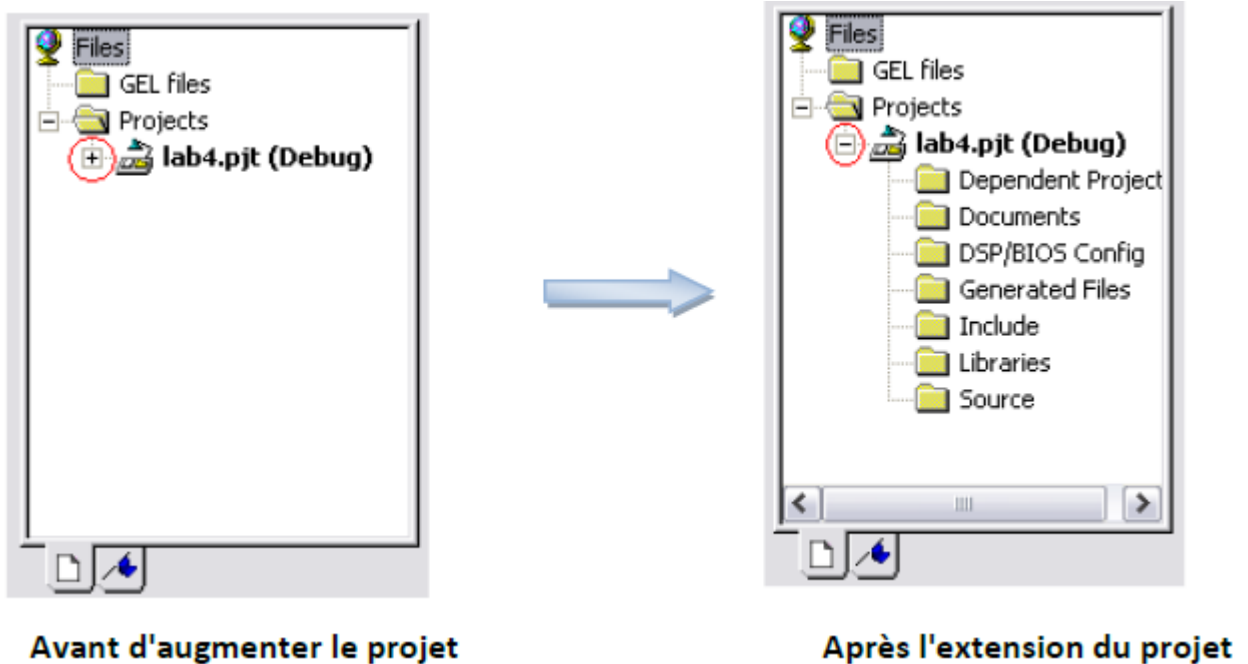 Files
GEL files
Projects
lab4.pjt (Debug)
Files
GEL files
Projects
lab4.pjt (Debug)
Dependent Project
Documents
DSP/BIOS Config
Generated Files
Include
Libraries
Source
Avant d'augmenter le projet
Après l'extension du projet